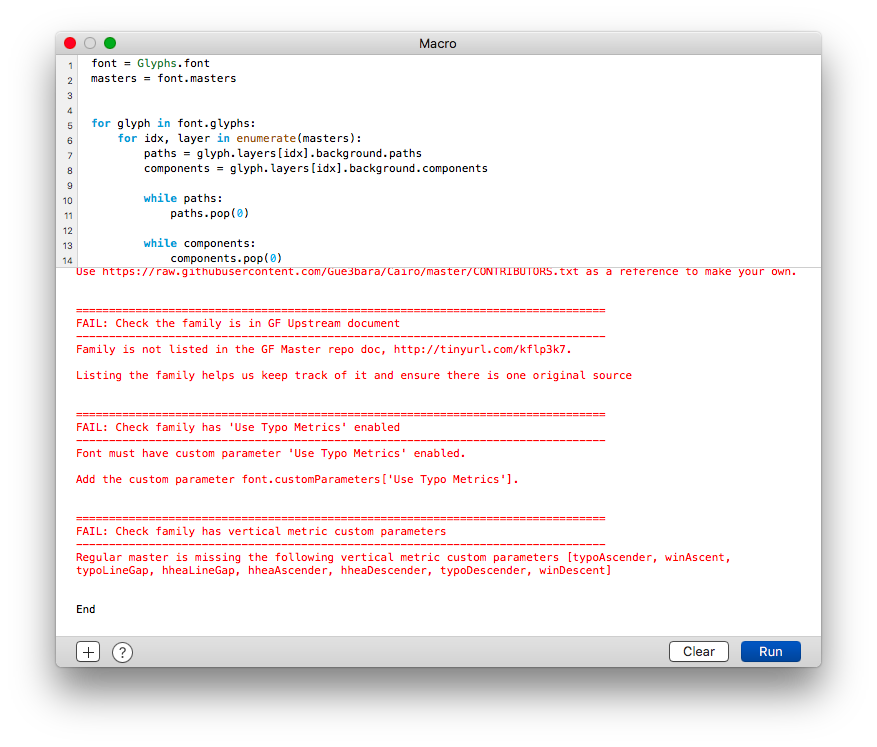 Macro
1 font = Glyphs.font
2 masters = font.masters
3
4
5 for glyph in font.glyphs:
6 for idx, layer in enumerate(masters):
7 paths = glyph.layers[idx].background.paths
8 components = glyph.layers[idx].background.components
9
10 while paths:
11 paths.pop(0)
12
13 while components:
14 components.pop(0)
Use https://raw.githubusercontent.com/Gue3bara/Cairo/master/CONTRIBUTORS.txt as a reference to make your own.
================================================================================
FAIL: Check the family is in GF Upstream document
--------------------------------------------------------------------------------
Family is not listed in the GF Master repo doc, http://tinyurl.com/kflp3k7.
Listing the family helps us keep track of it and ensure there is one original source
================================================================================
FAIL: Check family has 'Use Typo Metrics' enabled
--------------------------------------------------------------------------------
Font must have custom parameter 'Use Typo Metrics' enabled.
Add the custom parameter font.customParameters['Use Typo Metrics'].
================================================================================
FAIL: Check family has vertical metric custom parameters
--------------------------------------------------------------------------------
Regular master is missing the following vertical metric custom parameters [typoAscender, winAscent,
typoLineGap, hheaLineGap, hheaAscender, hheaDescender, typoDescender, winDescent]
End
+ ? Clear Run